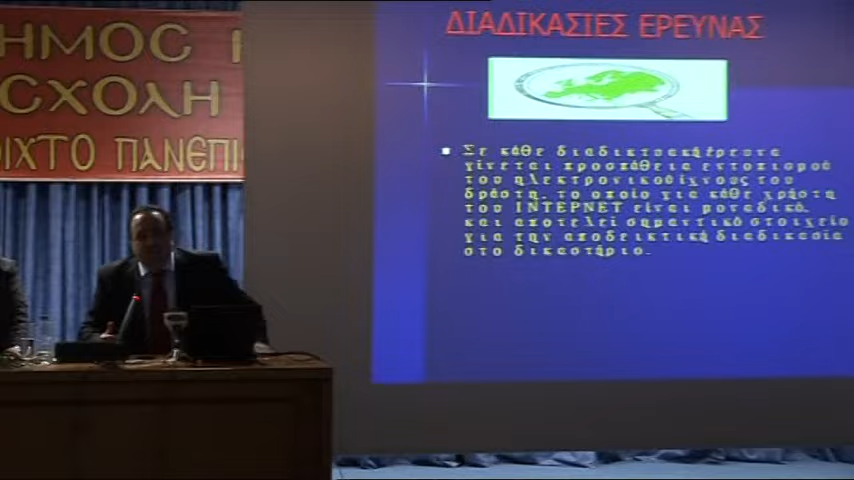 ΗΜΟΣ
ΣΧΟΛΗ -
ΟΙΧΤΟ ΠΑΝΕΠΙ
ΔΙΑΔΙΚΑΣΙΕΣ ΕΡΕΥΝΑΣ
Σε κάθε διαδικτυακή έρευνα
γίνεται προσπάθεια εντοπισμού
του ηλεκτρονικού ίχνους του
δράστη, το οποίο για κάθε χρήστη
του INTERNET είναι μοναδικό,
και αποτελεί σημαντικό στοιχείο
για την αποδεικτική διαδικασία
στο δικαστήριο.